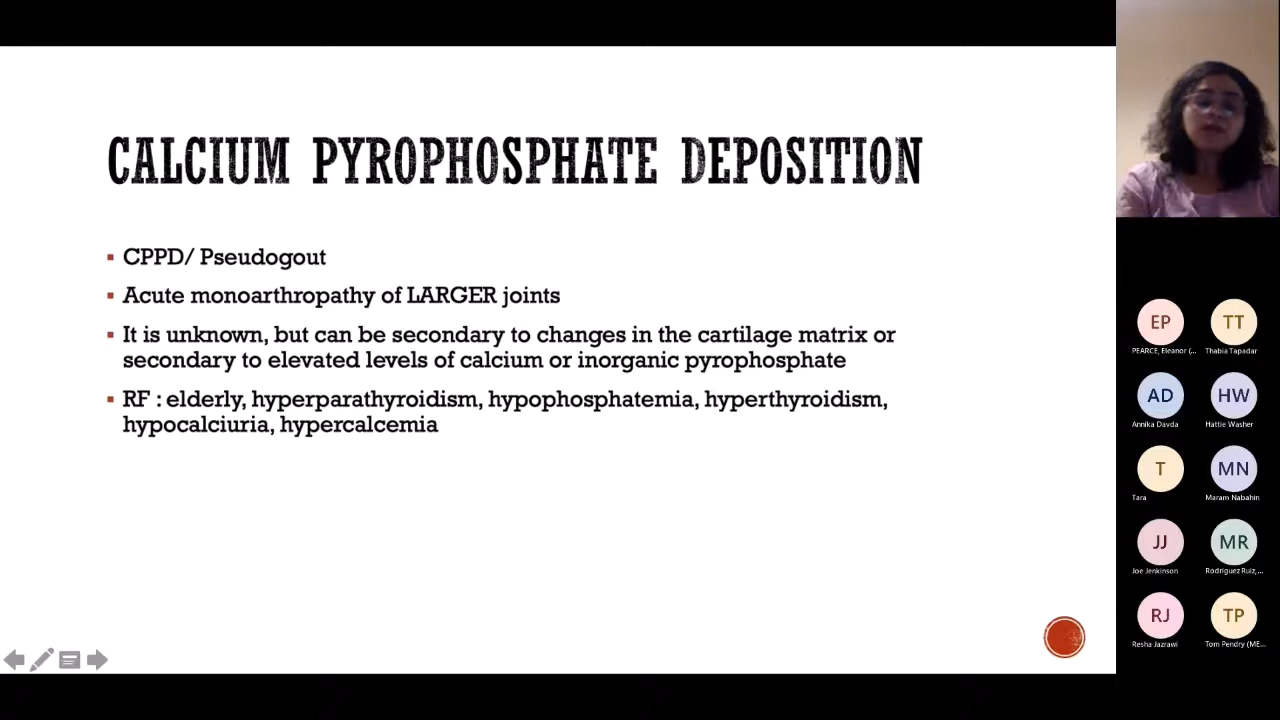 CALCIUM PYROPHOSPHATE DEPOSITION
CPPD/ Pseudogout
Acute monoarthropathy of LARGER joints
It is unknown, but can be secondary to changes in the cartilage matrix or
secondary to elevated levels of calcium or inorganic pyrophosphate
RF : elderly, hyperparathyroidism, hypophosphatemia, hyperthyroidism,
hypocalciuria, hypercalcemia
EP
TT
PEARCE, Eleanor (...
Thabia Tapadar
AD
HW
Annika Davda
Hattie Washer
T
MN
Tara
Maram Nabahin
JJ
MR
Joe Jenkinson
Rodriguez Ruiz,...
RJ
TP
Resha Jazrawi
Tom Pendry (ME...